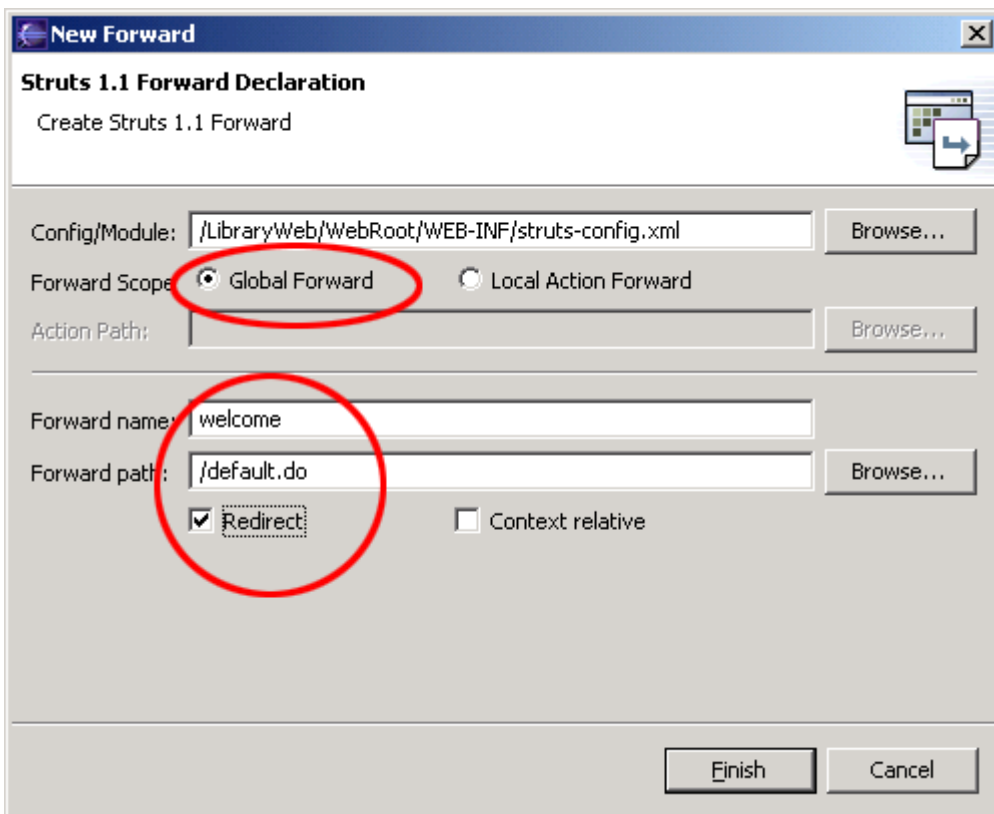 New Forward
Struts 1.1 Forward Declaration
Create Struts 1.1 Forward
Config/Module: /LibraryWeb/WebRoot/WEB-INF/struts-config.xml Browse...
Forward Scope Global Forward Local Action Forward
Action Path: Browse...
Forward name: welcome
Forward path: /default.do Browse...
Redirect Context relative
Finish Cancel